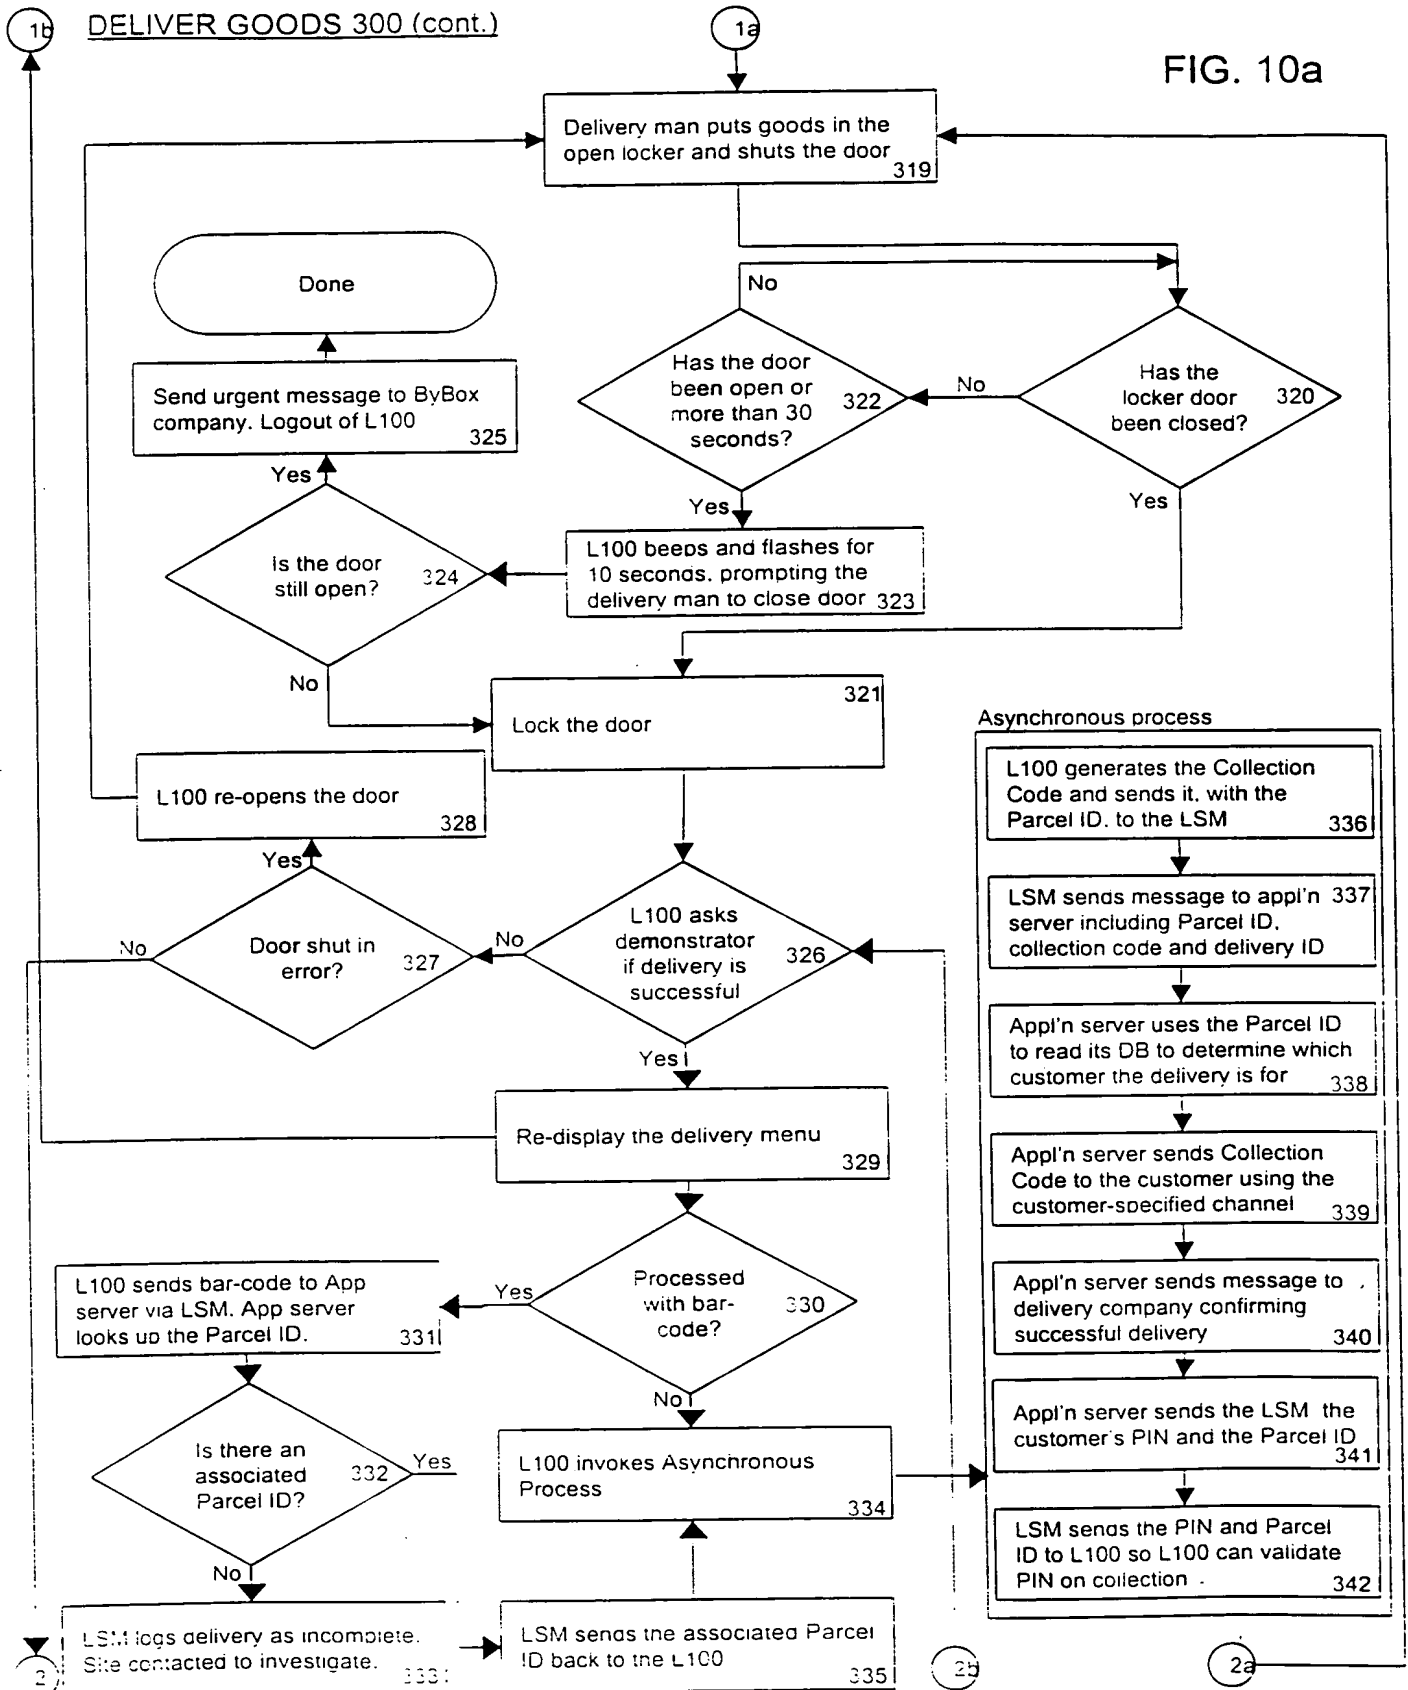 1b
DELIVER GOODS 300 (cont.)
1a
FIG. 10a
Delivery man puts goods in the
open locker and shuts the door
319
Done
No
Has the door
been open or
more than 30
seconds?
322
No
Has the
locker door
been closed?
320
Send urgent message to ByBox
company. Logout of L100
325
Yes
Yes
Yes
Is the door
still open?
324
L100 beeps and flashes for
10 seconds, prompting the
delivery man to close door 323
No
321
Lock the door
Asynchronous process
L100 re-opens the door
328
L100 generates the Collection
Code and sends it, with the
Parcel ID, to the LSM
336
Yes
LSM sends message to appl'n 337
server including Parcel ID,
collection code and delivery ID
No
Door shut in
error?
327
No
L100 asks
demonstrator
if delivery is
successful
326
Appl'n server uses the Parcel ID
to read its DB to determine which
customer the delivery is for
338
Yes
Re-display the delivery menu
329
Appl'n server sends Collection
Code to the customer using the
customer-specified channel
339
L100 sends bar-code to App
server via LSM. App server
looks up the Parcel ID.
331
Yes
Processed
with bar-
code?
330
Appl'n server sends message to
delivery company confirming
successful delivery
340
No
Appl'n server sends the LSM the
customer's PIN and the Parcel ID
341
Is there an
associated
Parcel ID?
332
Yes
L100 invokes Asynchronous
Process
334
LSM sends the PIN and Parcel
ID to L100 so L100 can validate
PIN on collection
342
No
LSM logs delivery as incomplete.
Site contacted to investigate.
333
LSM sends the associated Parcel
ID back to the L100
335
2
2b
2a